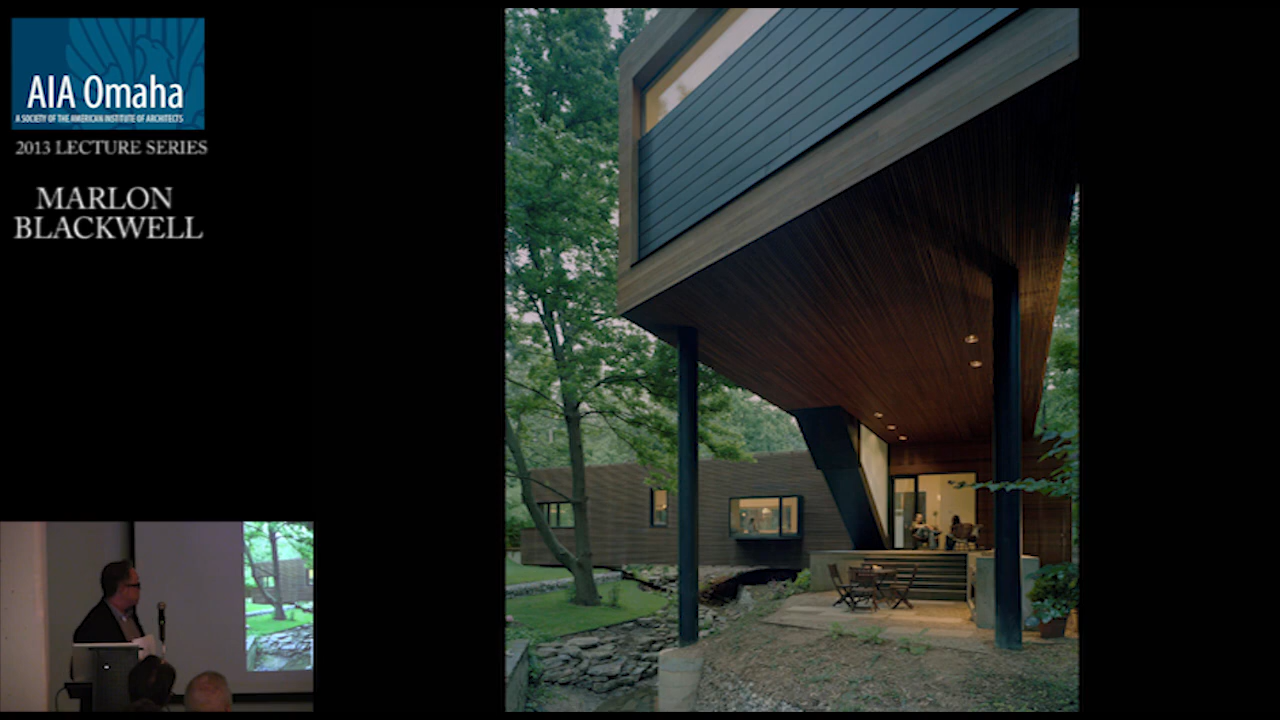 AIA Omaha
A SOCIETY OF THE AMERICAN INSTITUTE OF ARCHITECTS
2013 LECTURE SERIES
MARLON
BLACKWELL